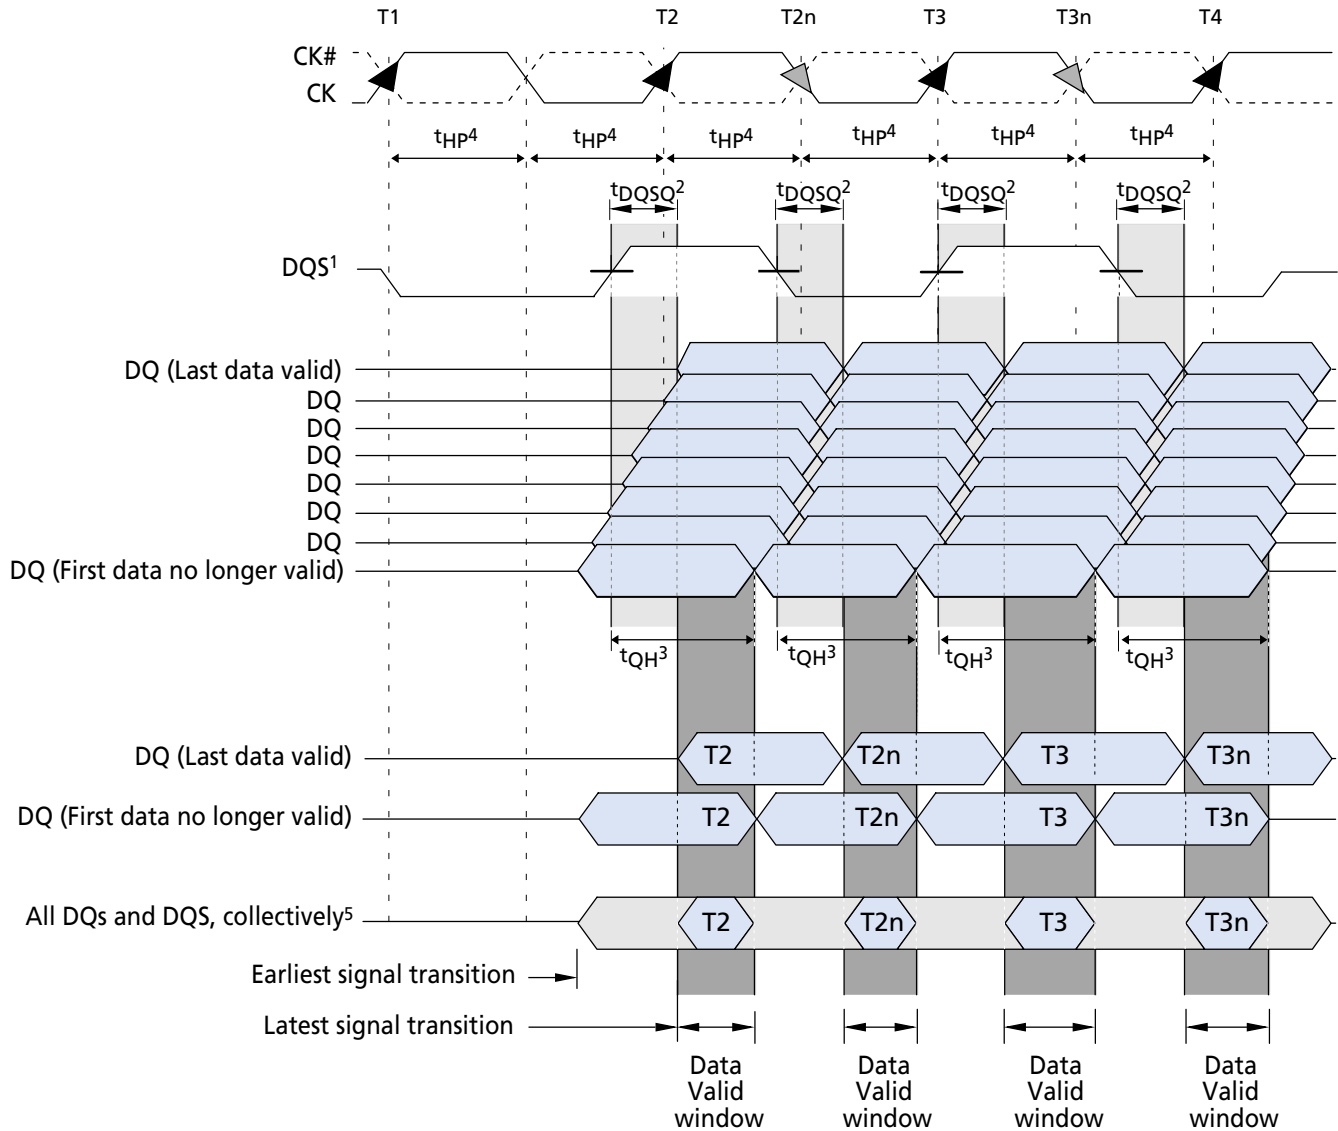 T1 T2 T2n T3 T3n T4
CK#
CK
tHP4 tHP4 tHP4 tHP4 tHP4 tHP4
tDQSQ2 tDQSQ2 tDQSQ2 tDQSQ2
DQS1
DQ (Last data valid)
DQ
DQ
DQ
DQ
DQ
DQ
DQ (First data no longer valid)
tQH3 tQH3 tQH3 tQH3
DQ (Last data valid) T2 T2n T3 T3n
DQ (First data no longer valid) T2 T2n T3 T3n
All DQs and DQS, collectively5 T2 T2n T3 T3n
Earliest signal transition
Latest signal transition
Data Data Data Data
Valid Valid Valid Valid
window window window window